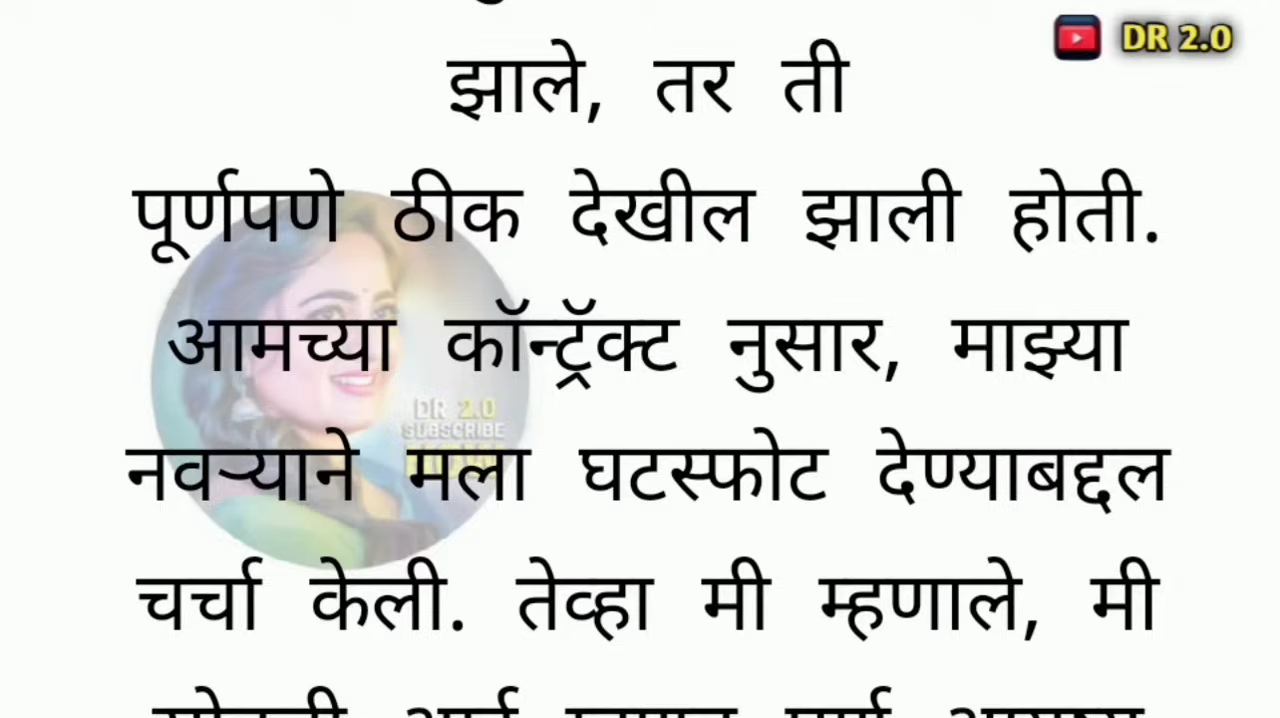 DR 2.0
झाले, तर ती
पूर्णपणे ठीक देखील झाली होती.
आमच्या कॉन्ट्रॅक्ट नुसार, माझ्या
नवऱ्याने मला घटस्फोट देण्याबद्दल
चर्चा केली. तेव्हा मी म्हणाले, मी
DR 2.0
SUBSCRIBE